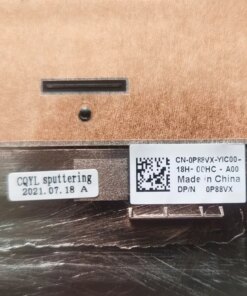 CQYL sputtering
2021.07.18 A
CN-0P88VX-YIC00-
18H-00HC - A00
Made in China
DP/N 0P88VX